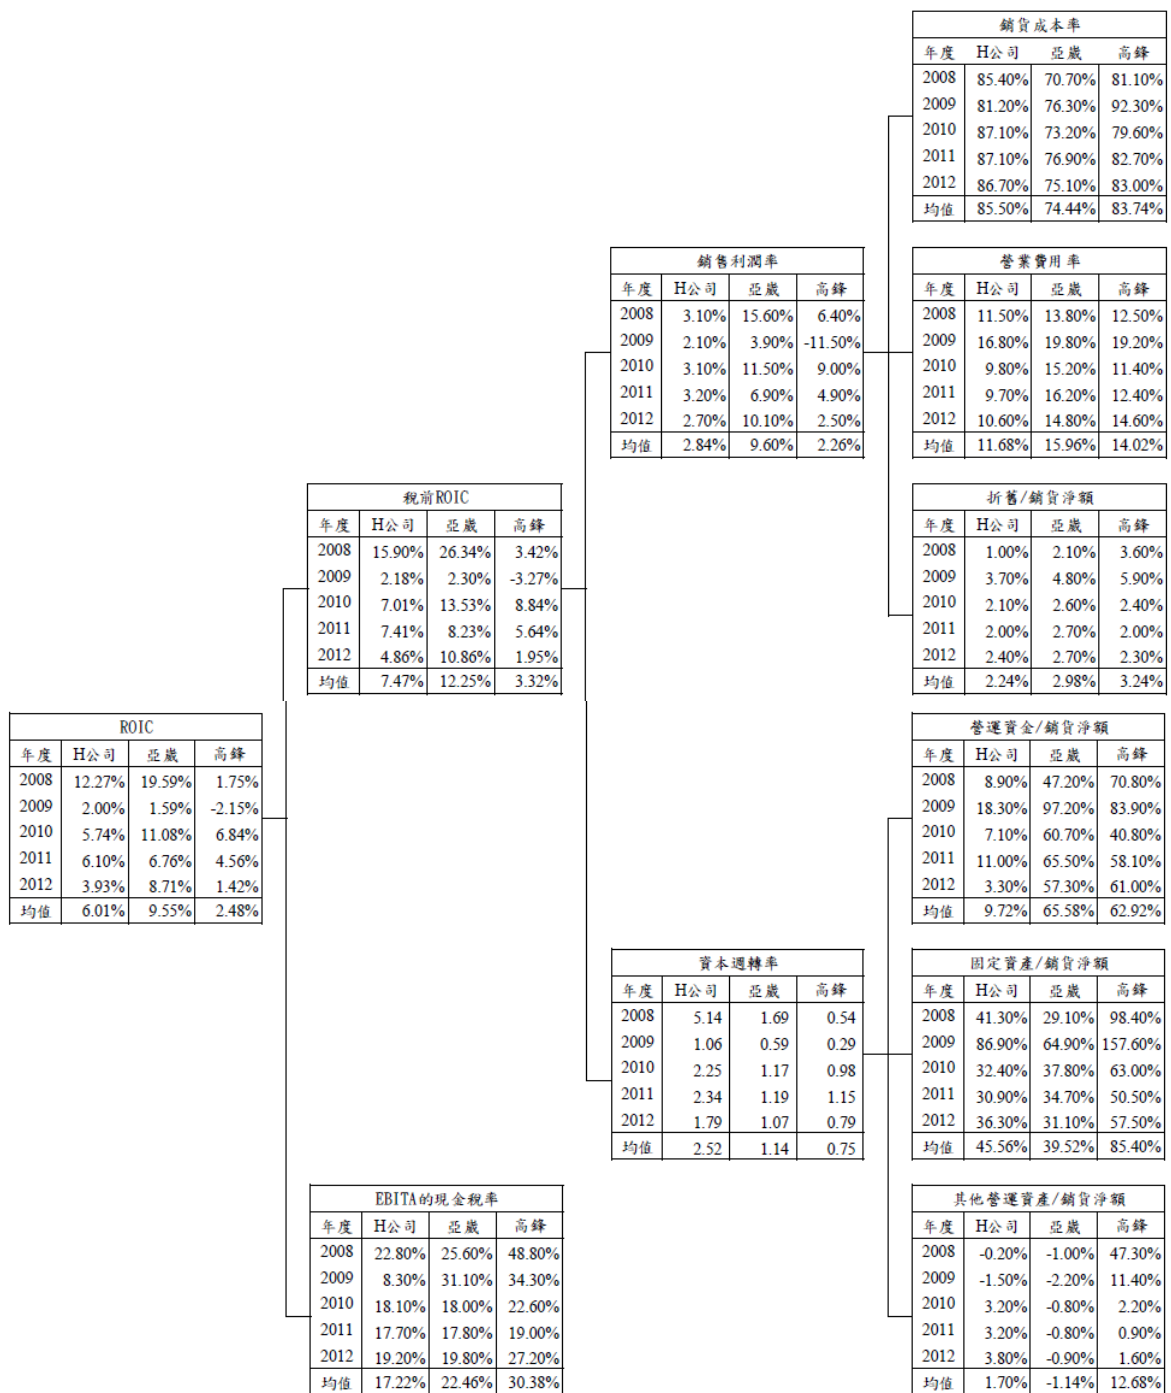 銷貨成本率
年度 H公司 亞崴 高鋒
2008 85.40% 70.70% 81.10%
2009 81.20% 76.30% 92.30%
2010 87.10% 73.20% 79.60%
2011 87.10% 76.90% 82.70%
2012 86.70% 75.10% 83.00%
均值 85.50% 74.44% 83.74%
銷售利潤率
年度 H公司 亞崴 高鋒
2008 3.10% 15.60% 6.40%
2009 2.10% 3.90% -11.50%
2010 3.10% 11.50% 9.00%
2011 3.20% 6.90% 4.90%
2012 2.70% 10.10% 2.50%
均值 2.84% 9.60% 2.26%
營業費用率
年度 H公司 亞崴 高鋒
2008 11.50% 13.80% 12.50%
2009 16.80% 19.80% 19.20%
2010 9.80% 15.20% 11.40%
2011 9.70% 16.20% 12.40%
2012 10.60% 14.80% 14.60%
均值 11.68% 15.96% 14.02%
稅前ROIC
年度 H公司 亞崴 高鋒
2008 15.90% 26.34% 3.42%
2009 2.18% 2.30% -3.27%
2010 7.01% 13.53% 8.84%
2011 7.41% 8.23% 5.64%
2012 4.86% 10.86% 1.95%
均值 7.47% 12.25% 3.32%
折舊/銷貨淨額
年度 H公司 亞崴 高鋒
2008 1.00% 2.10% 3.60%
2009 3.70% 4.80% 5.90%
2010 2.10% 2.60% 2.40%
2011 2.00% 2.70% 2.00%
2012 2.40% 2.70% 2.30%
均值 2.24% 2.98% 3.24%
ROIC
年度 H公司 亞崴 高鋒
2008 12.27% 19.59% 1.75%
2009 2.00% 1.59% -2.15%
2010 5.74% 11.08% 6.84%
2011 6.10% 6.76% 4.56%
2012 3.93% 8.71% 1.42%
均值 6.01% 9.55% 2.48%
營運資金/銷貨淨額
年度 H公司 亞崴 高鋒
2008 8.90% 47.20% 70.80%
2009 18.30% 97.20% 83.90%
2010 7.10% 60.70% 40.80%
2011 11.00% 65.50% 58.10%
2012 3.30% 57.30% 61.00%
均值 9.72% 65.58% 62.92%
資本週轉率
年度 H公司 亞崴 高鋒
2008 5.14 1.69 0.54
2009 1.06 0.59 0.29
2010 2.25 1.17 0.98
2011 2.34 1.19 1.15
2012 1.79 1.07 0.79
均值 2.52 1.14 0.75
固定資產/銷貨淨額
年度 H公司 亞崴 高鋒
2008 41.30% 29.10% 98.40%
2009 86.90% 64.90% 157.60%
2010 32.40% 37.80% 63.00%
2011 30.90% 34.70% 50.50%
2012 36.30% 31.10% 57.50%
均值 45.56% 39.52% 85.40%
EBITA的現金稅率
年度 H公司 亞崴 高鋒
2008 22.80% 25.60% 48.80%
2009 8.30% 31.10% 34.30%
2010 18.10% 18.00% 22.60%
2011 17.70% 17.80% 19.00%
2012 19.20% 19.80% 27.20%
均值 17.22% 22.46% 30.38%
其他營運資產/銷貨淨額
年度 H公司 亞崴 高鋒
2008 -0.20% -1.00% 47.30%
2009 -1.50% -2.20% 11.40%
2010 3.20% -0.80% 2.20%
2011 3.20% -0.80% 0.90%
2012 3.80% -0.90% 1.60%
均值 1.70% -1.14% 12.68%